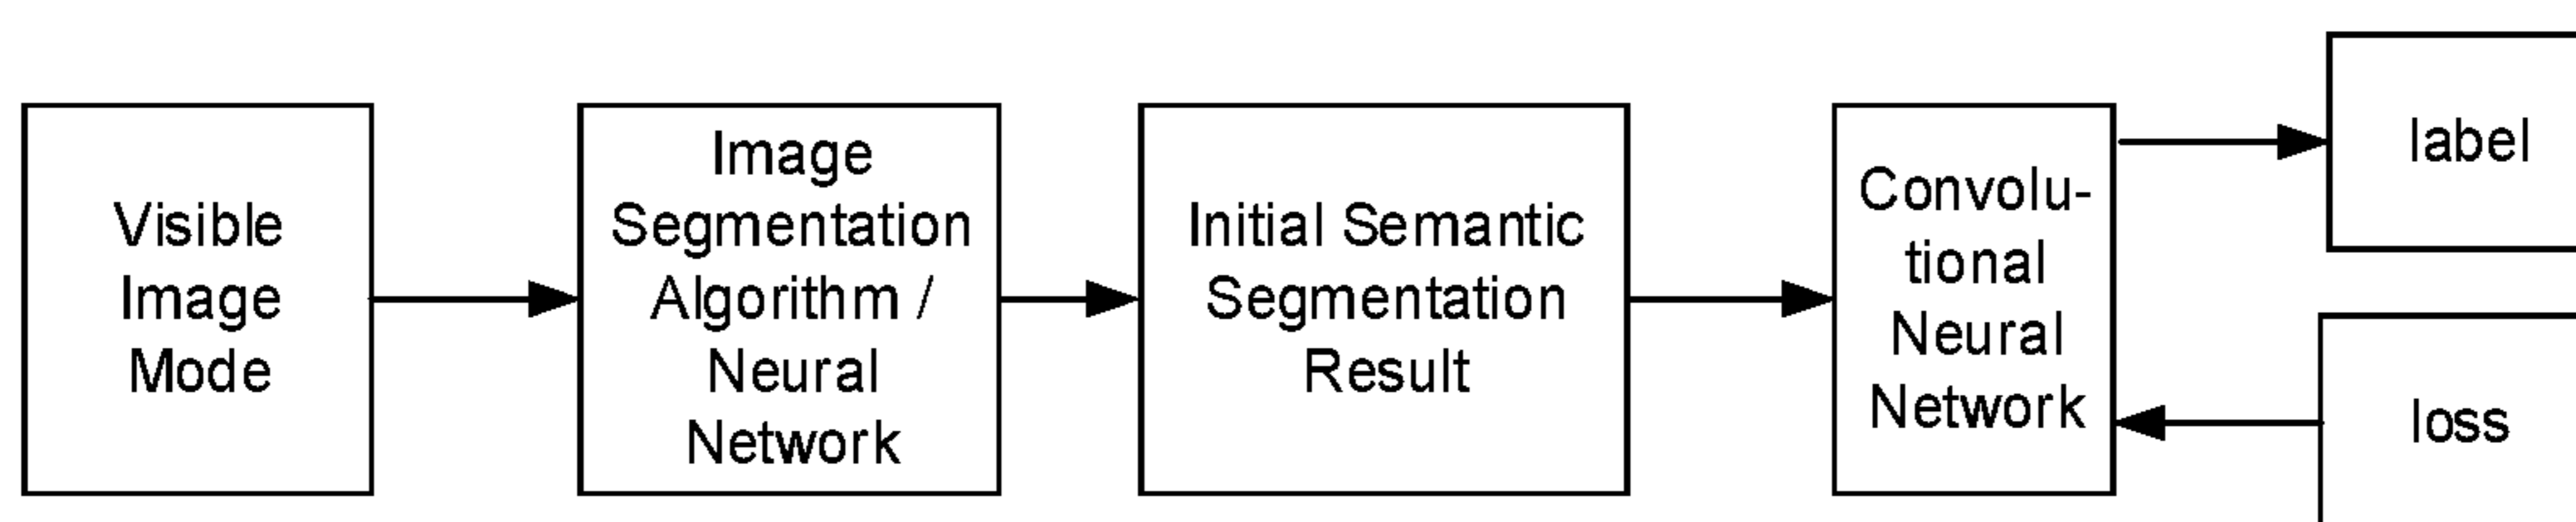 Visible
Image
Mode
Image
Segmentation
Algorithm /
Neural
Network
Initial Semantic
Segmentation
Result
Convolu-
tional
Neural
Network
label
loss